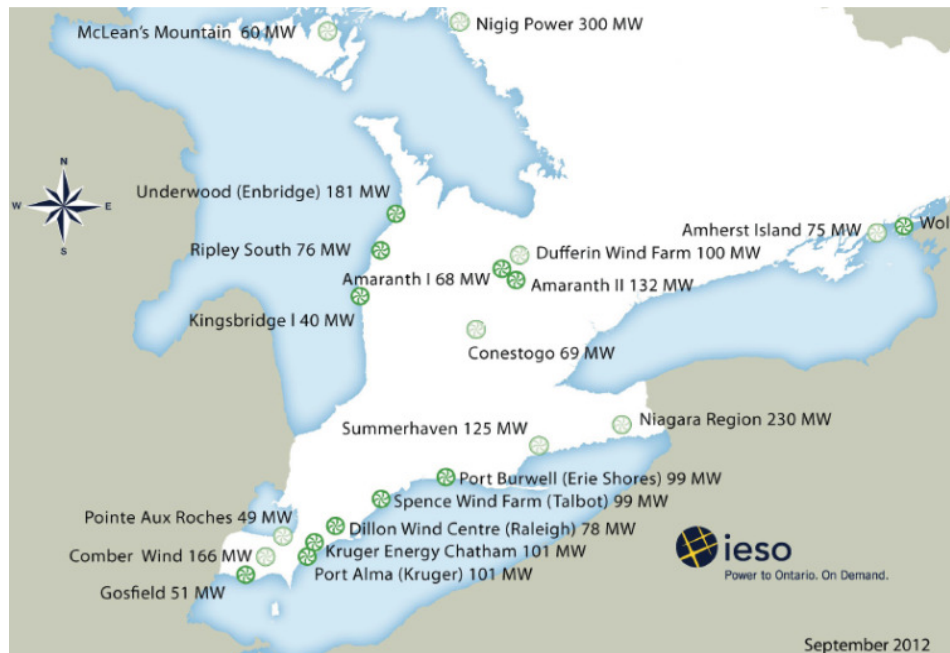 McLean's Mountain 60 MW
Nigig Power 300 MW
N
W E
S
Underwood (Enbridge) 181 MW
Ripley South 76 MW
Amherst Island 75 MW
Wol
Dufferin Wind Farm 100 MW
Amaranth I 68 MW
Amaranth II 132 MW
Kingsbridge I 40 MW
Conestogo 69 MW
Summerhaven 125 MW
Niagara Region 230 MW
Port Burwell (Erie Shores) 99 MW
Spence Wind Farm (Talbot) 99 MW
Pointe Aux Roches 49 MW
Dillon Wind Centre (Raleigh) 78 MW
Comber Wind 166 MW
Kruger Energy Chatham 101 MW
Port Alma (Kruger) 101 MW
Gosfield 51 MW
ieso
Power to Ontario. On Demand.
September 2012